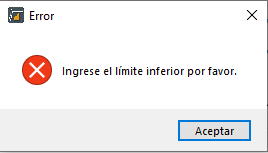 Error
Ingrese el límite inferior por favor.
Aceptar